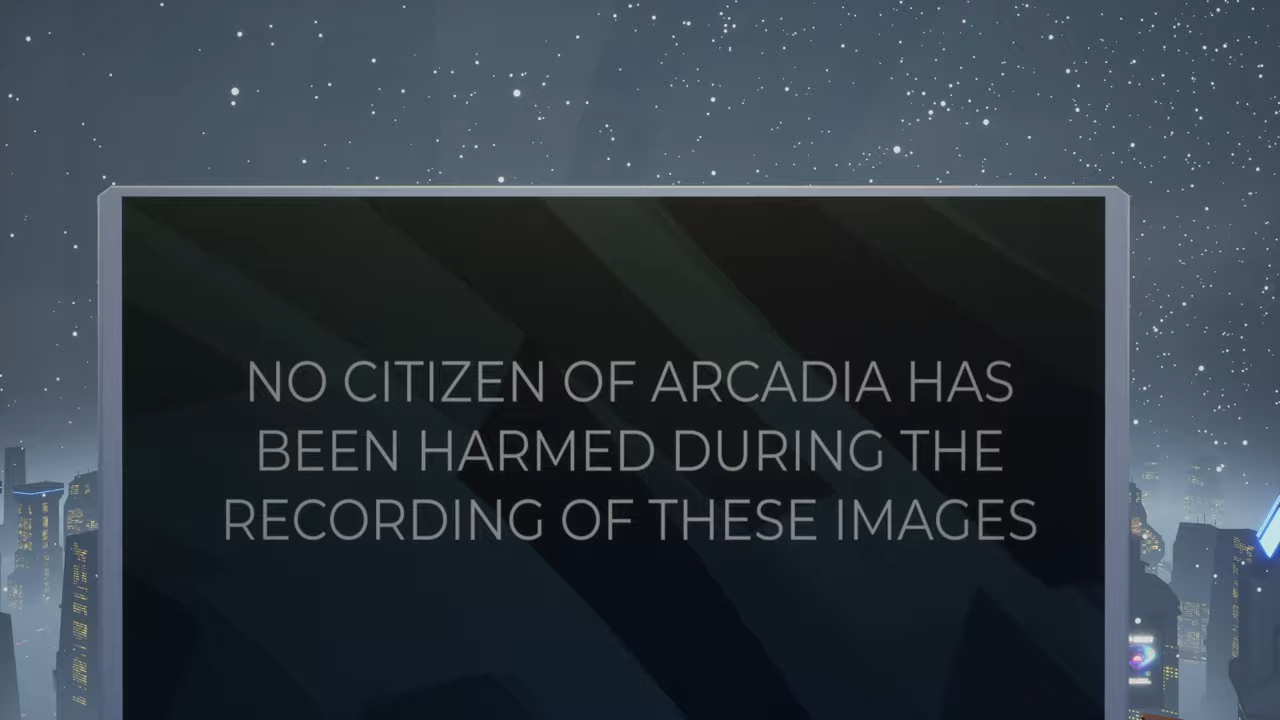 NO CITIZEN OF ARCADIA HAS
BEEN HARMED DURING THE
RECORDING OF THESE IMAGES